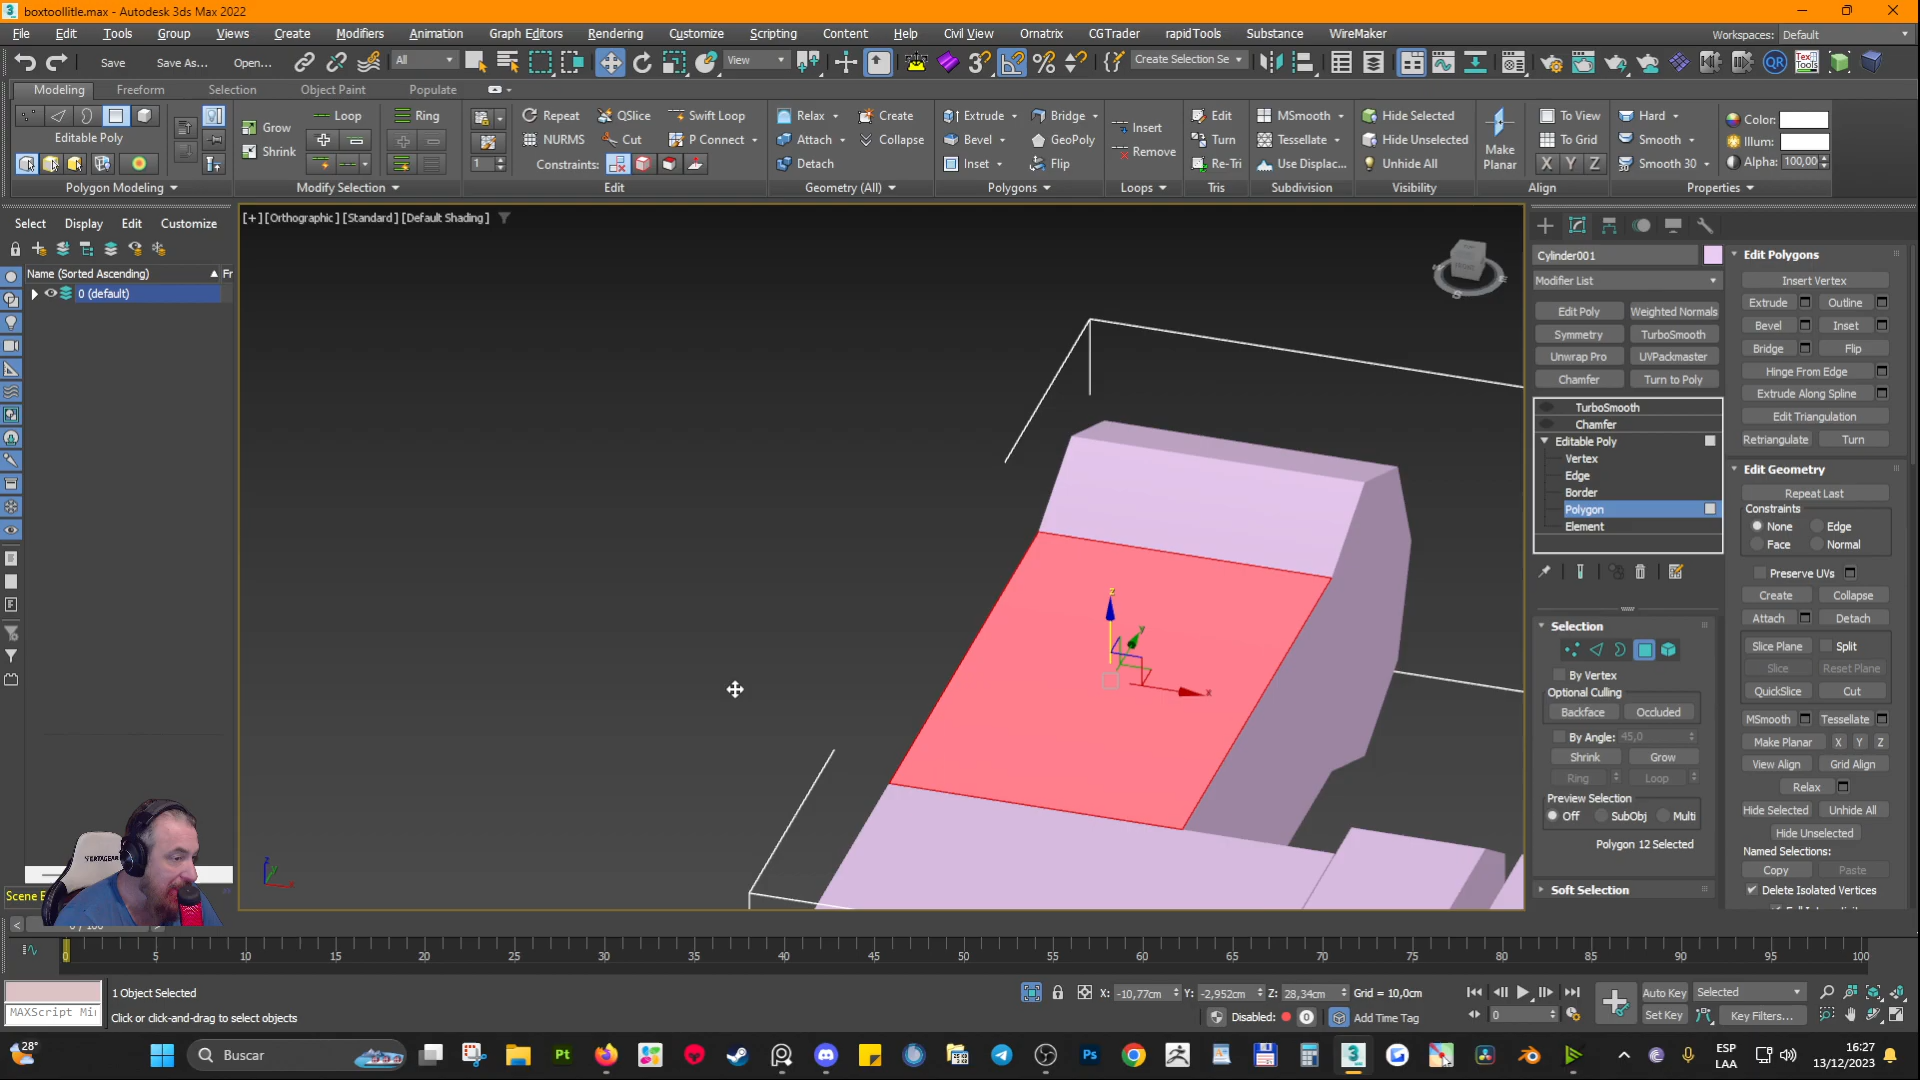 boxtoollitle.max - Autodesk 3ds Max 2022
File Edit Tools Group Views Create Modifiers Animation Graph Editors Rendering Customize Scripting Content Help Civil View Ornatrix CGTrader rapidTools Substance WireMaker Workspaces: Default
Save Save As... Open... All View Create Selection Se
Modeling Freeform Selection Object Paint Populate
Grow Loop Ring Repeat QSlice Swift Loop Relax Create Extrude Bridge Insert Edit MSmooth Hide Selected To View Hard Color:
Polygon Modeling Shrink NURMS Cut P Connect Attach Collapse Bevel GeoPoly Remove Turn Tessellate Hide Unselected Make Planar To Grid Smooth Illum:
1 Constraints: Detach Inset Flip Re-Tri Use Displac... Unhide All X Y Z Smooth 30 Alpha: 100,00
Polygon Modeling Modify Selection Edit Geometry (All) Polygons Loops Tris Subdivision Visibility Align Properties
Select Display Edit Customize
Name (Sorted Ascending) Fr
0 (default)
[+] [Orthographic] [Standard] [Default Shading]
z
y
x
Cylinder001
Modifier List
Edit Poly Weighted Normals
Symmetry TurboSmooth
Unwrap Pro UVPackmaster
Chamfer Turn to Poly
TurboSmooth
Chamfer
Editable Poly
Vertex
Edge
Border
Polygon
Element
Selection
By Vertex
Optional Culling
Backface Occluded
By Angle: 45,0
Shrink Grow
Ring Loop
Preview Selection
Off SubObj Multi
Polygon 12 Selected
Soft Selection
Edit Polygons
Insert Vertex
Extrude Outline
Bevel Inset
Bridge Flip
Hinge From Edge
Extrude Along Spline
Edit Triangulation
Retriangulate Turn
Edit Geometry
Repeat Last
Constraints
None Edge
Face Normal
Preserve UVs
Create Collapse
Attach Detach
Slice Plane Split
Slice Reset Plane
QuickSlice Cut
MSmooth Tessellate
Make Planar X Y Z
View Align Grid Align
Relax
Hide Selected Unhide All
Hide Unselected
Named Selections:
Copy Paste
Delete Isolated Vertices
VERTAGEAR
Scene E
0 5 10 15 20 25 30 35 40 45 50 55 60 65 70 75 80 85 90 95 100
1 Object Selected X: -10,77cm Y: -2,952cm Z: 28,34cm Grid = 10,0cm Auto Key Selected
MAXScript Mi Click or click-and-drag to select objects Disabled: 0 Add Time Tag 0 Set Key Key Filters...
28° Buscar ESP LAA 16:27 13/12/2023